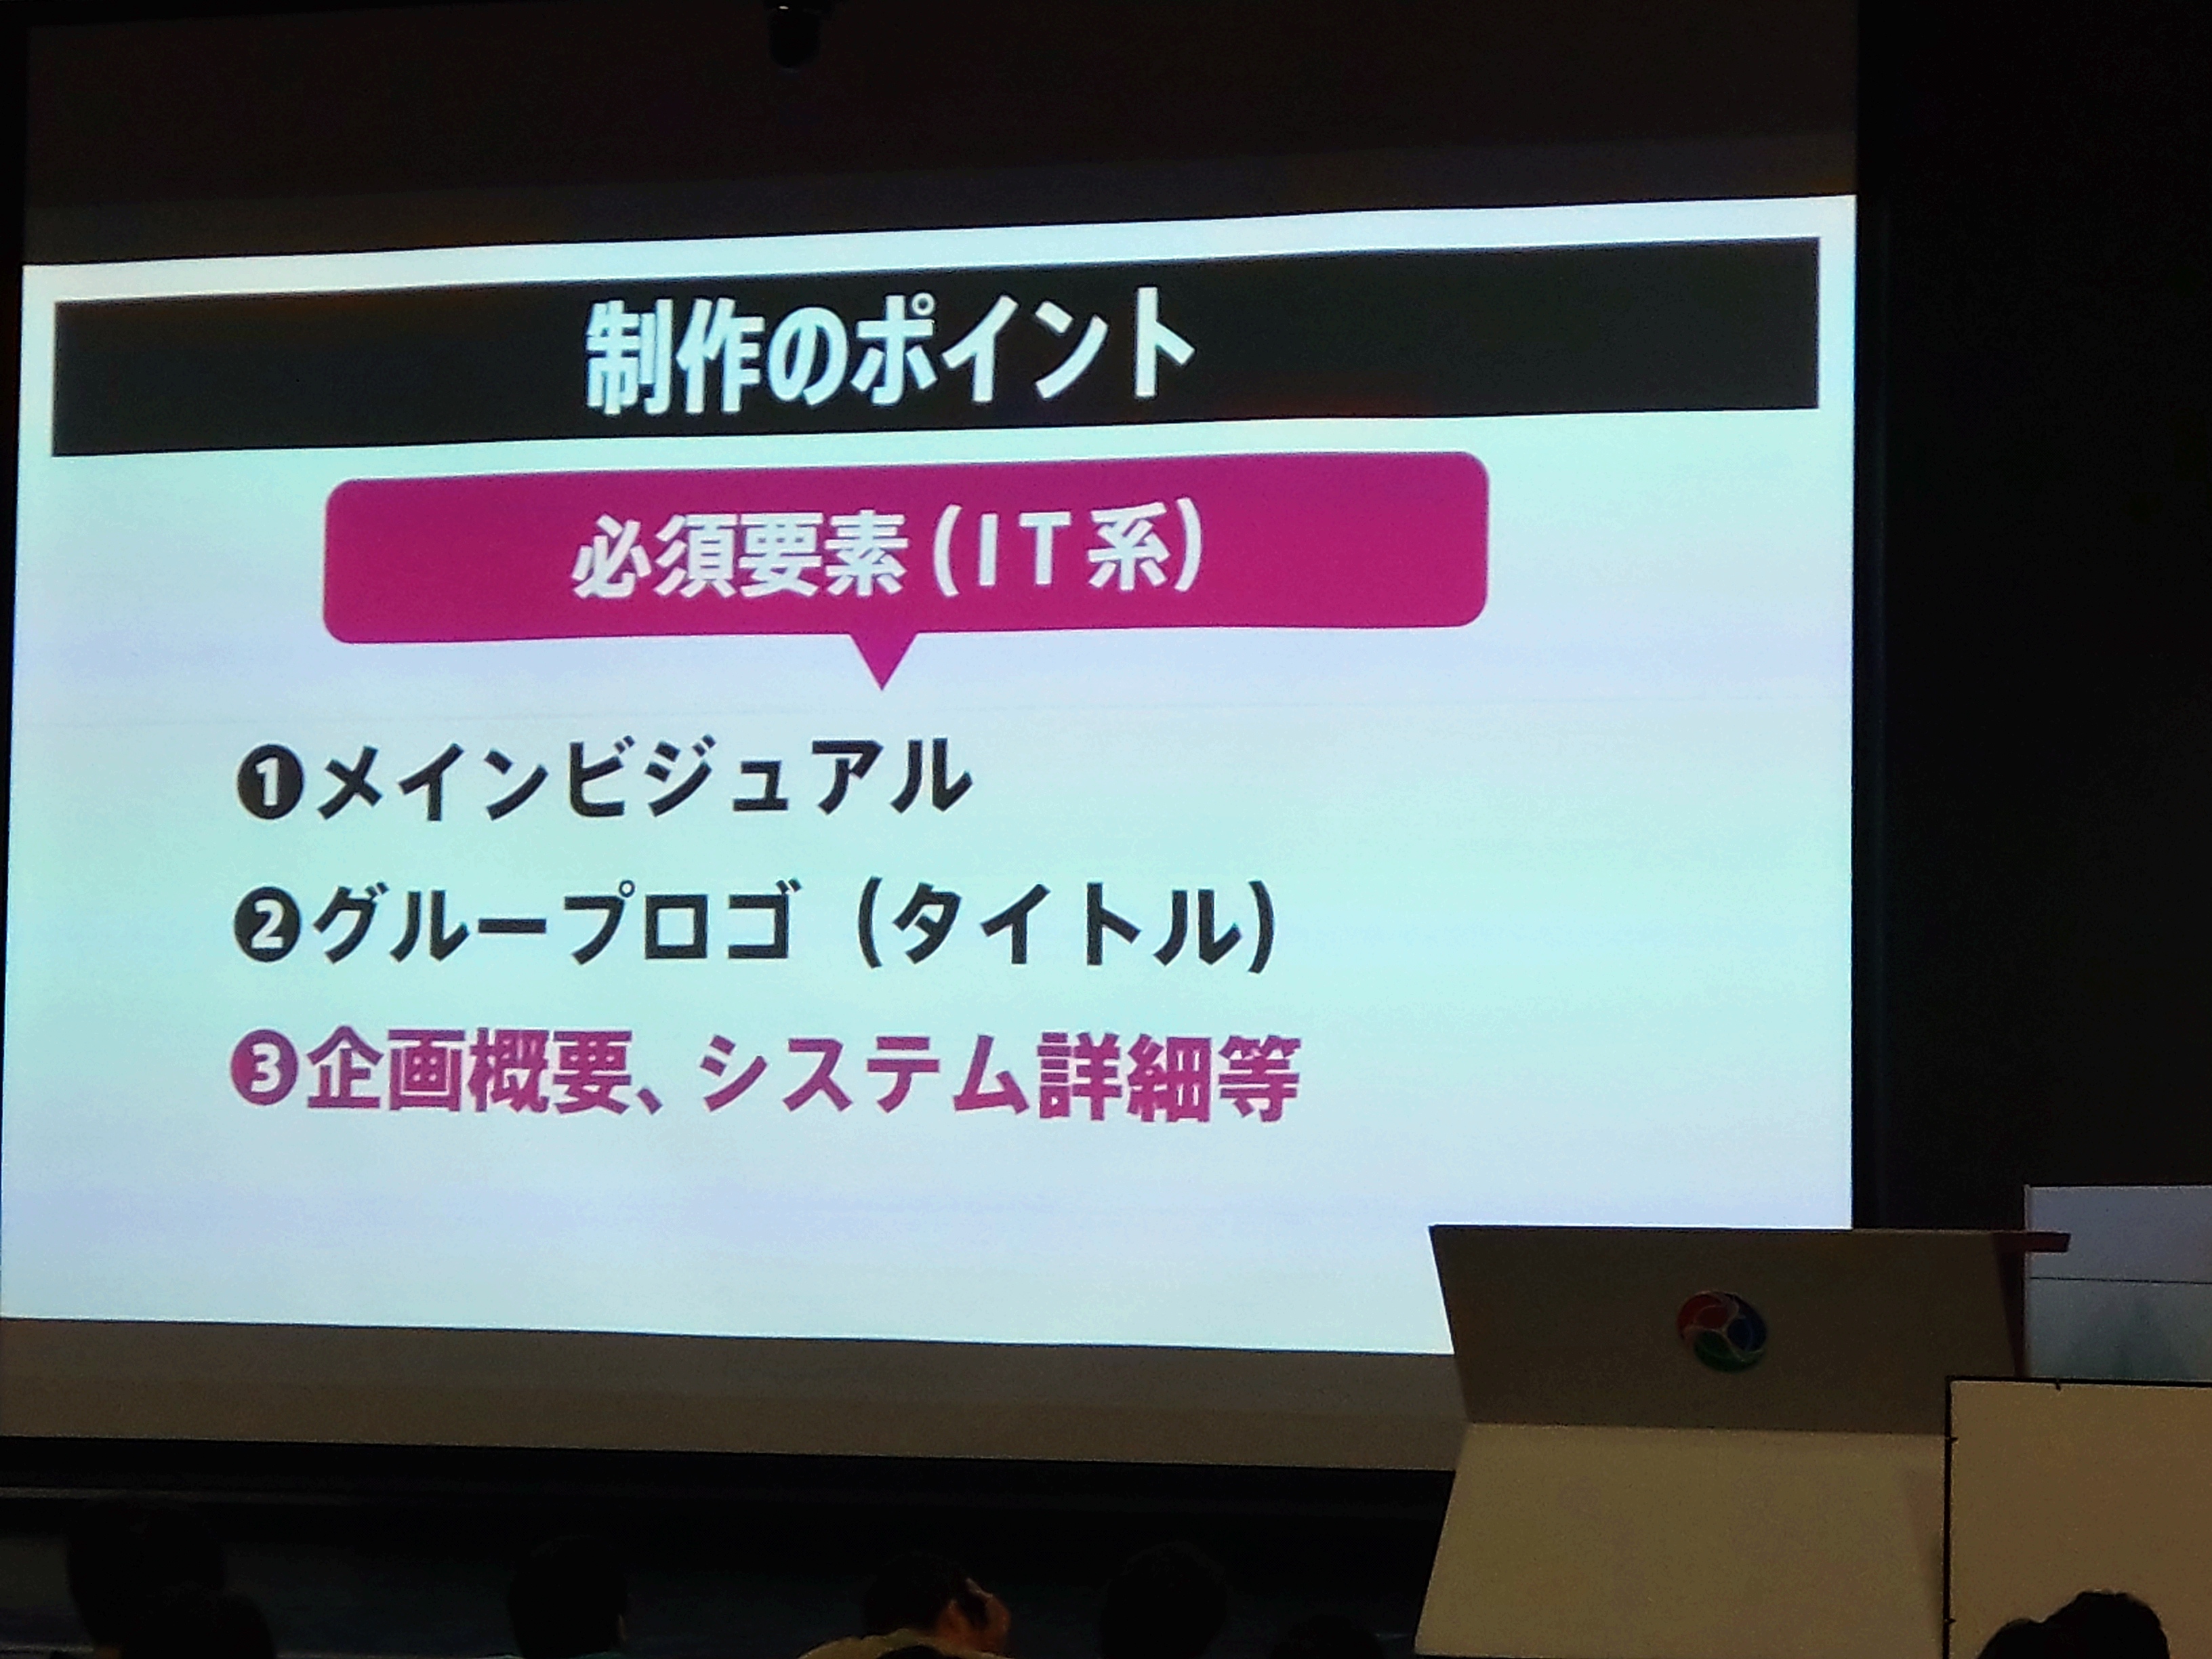 制作のポイント
必須要素(IT系)
❶メインビジュアル
❷グループロゴ (タイトル)
❸企画概要、システム詳細等